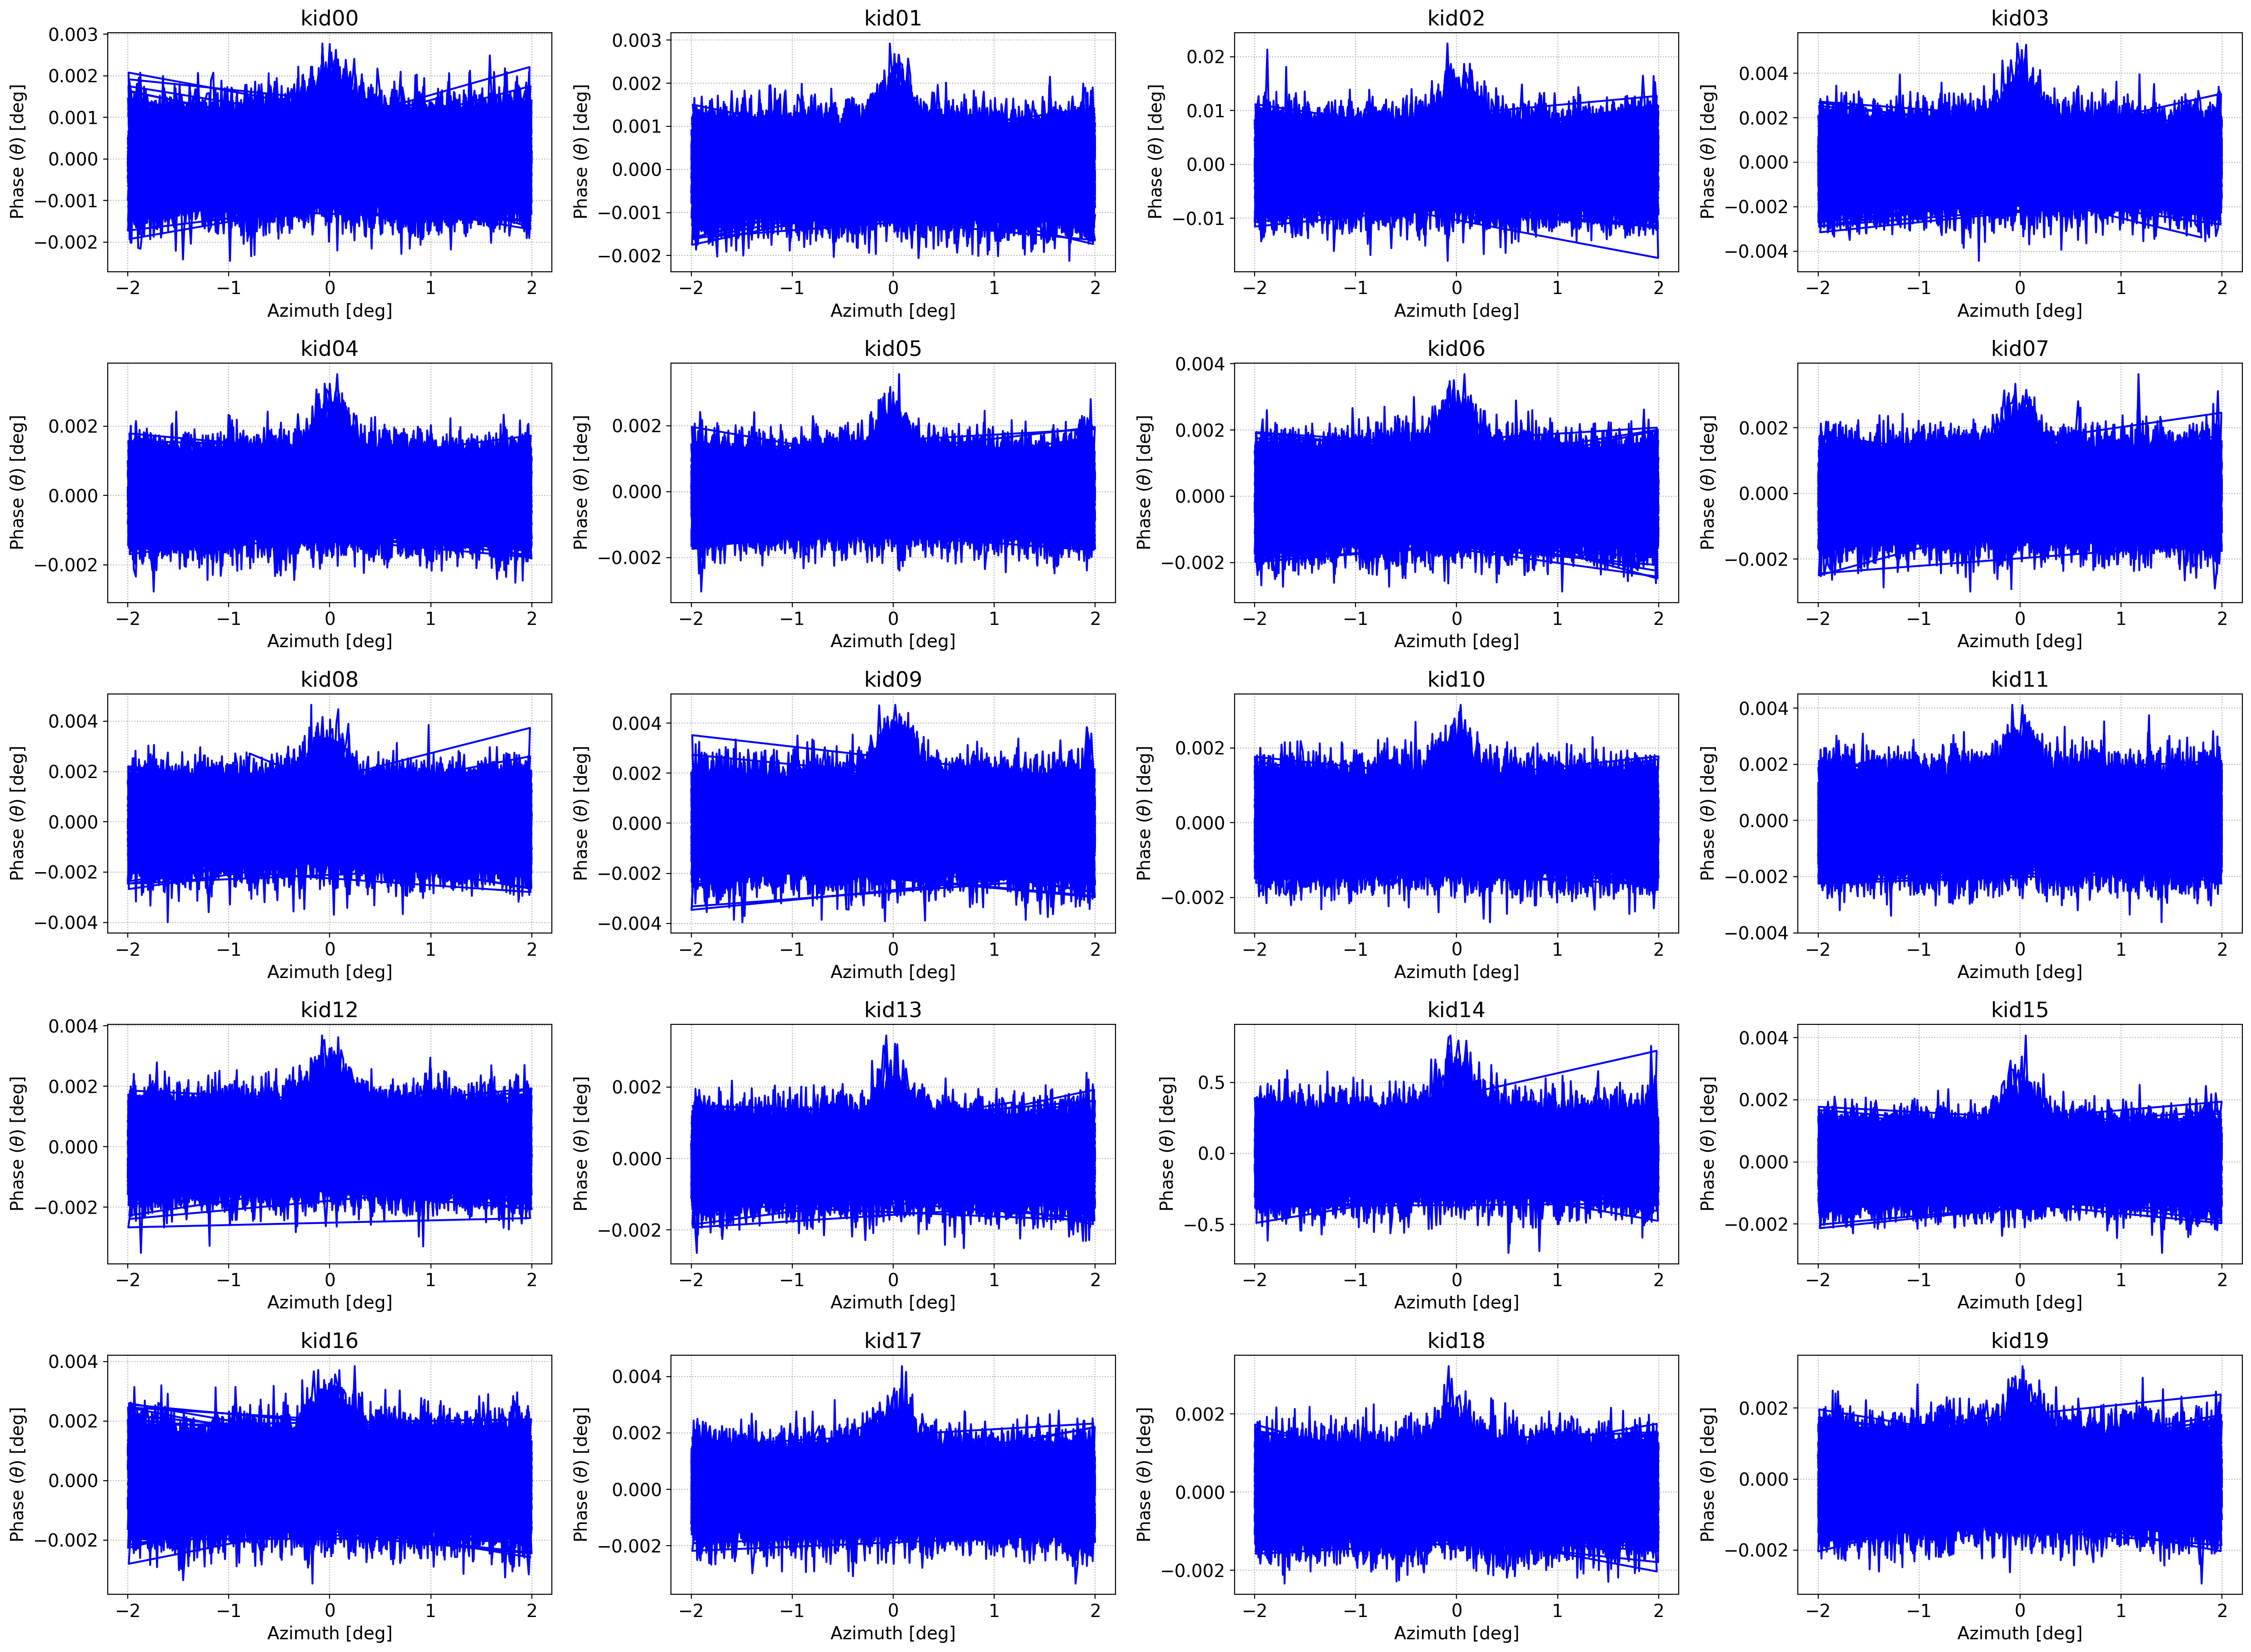 kid00
0.003
0.002
0.001
0.000
−0.001
−0.002
Phase (θ) [deg]
−2 −1 0 1 2
Azimuth [deg]
kid01
0.003
0.002
0.001
0.000
−0.001
−0.002
Phase (θ) [deg]
−2 −1 0 1 2
Azimuth [deg]
kid02
0.02
0.01
0.00
−0.01
Phase (θ) [deg]
−2 −1 0 1 2
Azimuth [deg]
kid03
0.004
0.002
0.000
−0.002
−0.004
Phase (θ) [deg]
−2 −1 0 1 2
Azimuth [deg]
kid04
0.002
0.000
−0.002
Phase (θ) [deg]
−2 −1 0 1 2
Azimuth [deg]
kid05
0.002
0.000
−0.002
Phase (θ) [deg]
−2 −1 0 1 2
Azimuth [deg]
kid06
0.004
0.002
0.000
−0.002
Phase (θ) [deg]
−2 −1 0 1 2
Azimuth [deg]
kid07
0.002
0.000
−0.002
Phase (θ) [deg]
−2 −1 0 1 2
Azimuth [deg]
kid08
0.004
0.002
0.000
−0.002
−0.004
Phase (θ) [deg]
−2 −1 0 1 2
Azimuth [deg]
kid09
0.004
0.002
0.000
−0.002
−0.004
Phase (θ) [deg]
−2 −1 0 1 2
Azimuth [deg]
kid10
0.002
0.000
−0.002
Phase (θ) [deg]
−2 −1 0 1 2
Azimuth [deg]
kid11
0.004
0.002
0.000
−0.002
−0.004
Phase (θ) [deg]
−2 −1 0 1 2
Azimuth [deg]
kid12
0.004
0.002
0.000
−0.002
Phase (θ) [deg]
−2 −1 0 1 2
Azimuth [deg]
kid13
0.002
0.000
−0.002
Phase (θ) [deg]
−2 −1 0 1 2
Azimuth [deg]
kid14
0.5
0.0
−0.5
Phase (θ) [deg]
−2 −1 0 1 2
Azimuth [deg]
kid15
0.004
0.002
0.000
−0.002
Phase (θ) [deg]
−2 −1 0 1 2
Azimuth [deg]
kid16
0.004
0.002
0.000
−0.002
Phase (θ) [deg]
−2 −1 0 1 2
Azimuth [deg]
kid17
0.004
0.002
0.000
−0.002
Phase (θ) [deg]
−2 −1 0 1 2
Azimuth [deg]
kid18
0.002
0.000
−0.002
Phase (θ) [deg]
−2 −1 0 1 2
Azimuth [deg]
kid19
0.002
0.000
−0.002
Phase (θ) [deg]
−2 −1 0 1 2
Azimuth [deg]